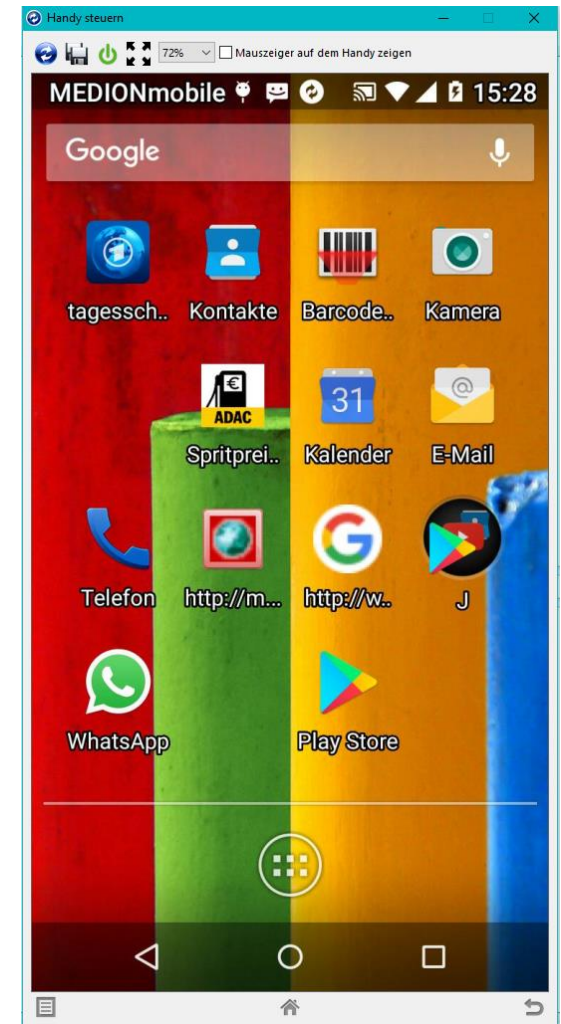 Handy steuern
72% Mauszeiger auf dem Handy zeigen
MEDIONmobile 15:28
Google
tagessch.. Kontakte Barcode.. Kamera
€
ADAC
31
@
Spritprei.. Kalender E-Mail
G
Telefon http://m... http://w.. J
WhatsApp Play Store